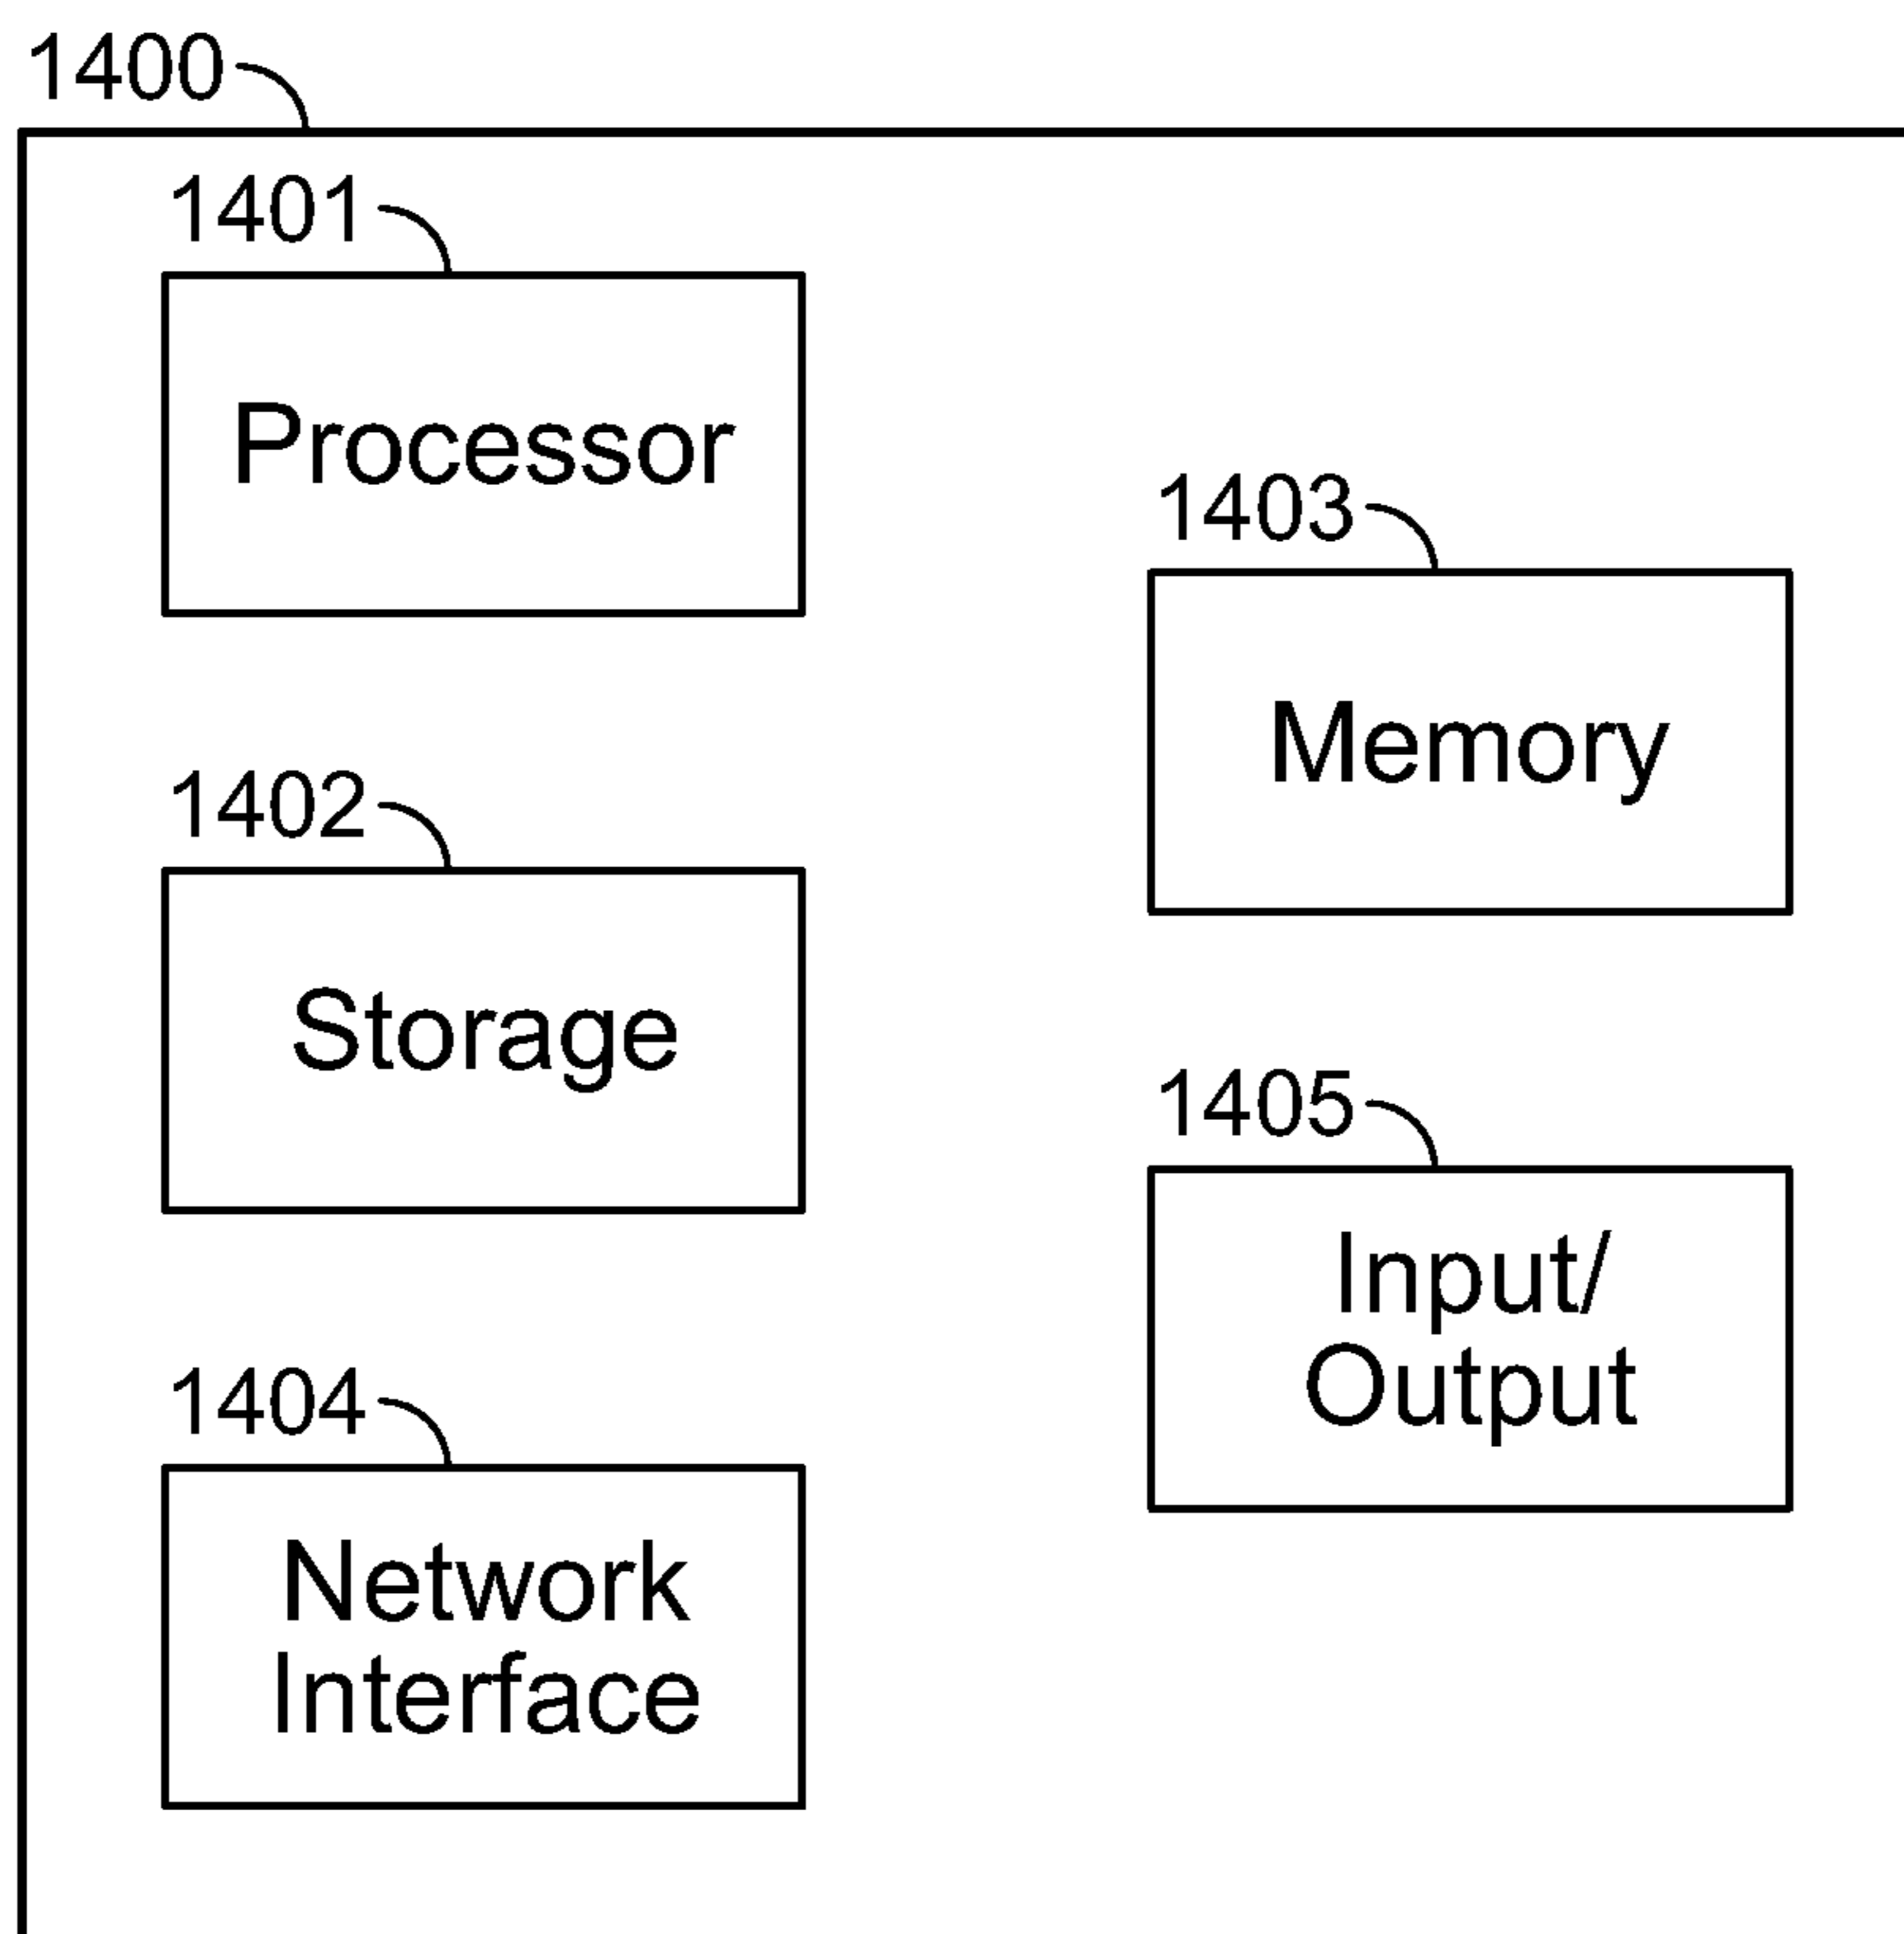 1400
1401
Processor
1403
Memory
1402
Storage
1405
Input/
Output
1404
Network
Interface